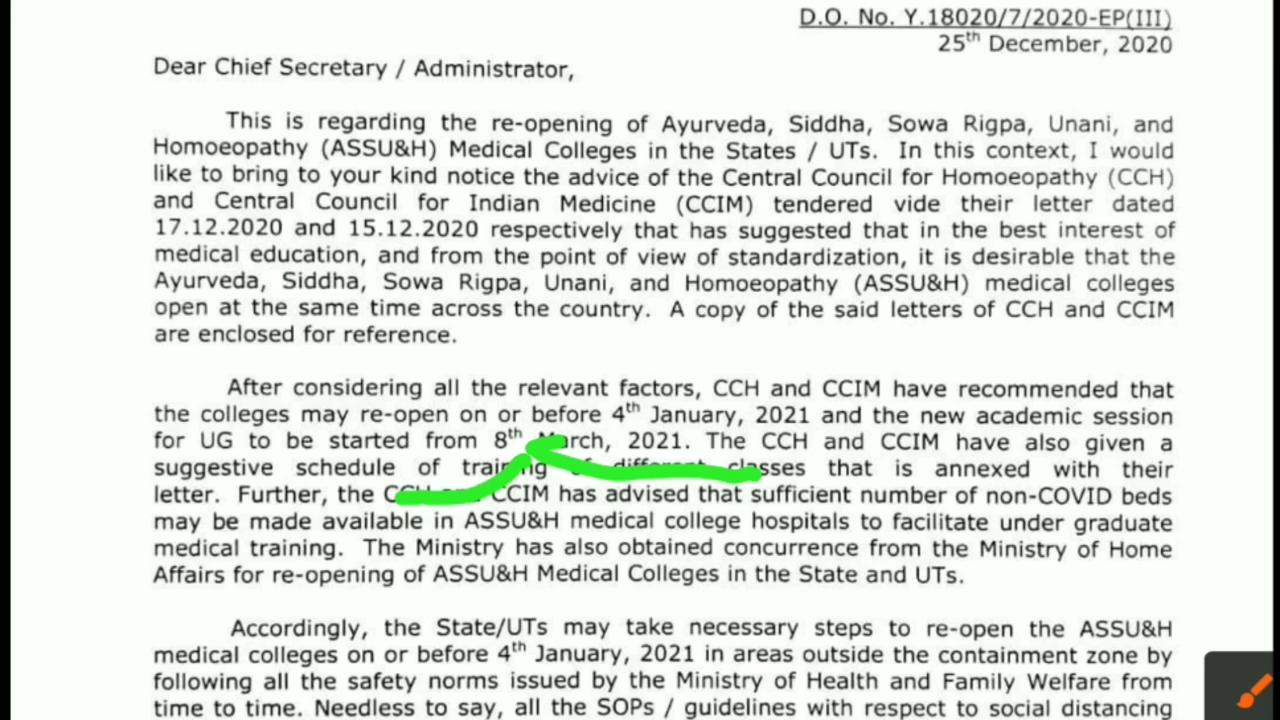 D.O. No. Y.18020/7/2020-EP(III)
25th December, 2020
Dear Chief Secretary / Administrator,
This is regarding the re-opening of Ayurveda, Siddha, Sowa Rigpa, Unani, and
Homoeopathy (ASSU&H) Medical Colleges in the States / UTs. In this context, I would
like to bring to your kind notice the advice of the Central Council for Homoeopathy (CCH)
and Central Council for Indian Medicine (CCIM) tendered vide their letter dated
17.12.2020 and 15.12.2020 respectively that has suggested that in the best interest of
medical education, and from the point of view of standardization, it is desirable that the
Ayurveda, Siddha, Sowa Rigpa, Unani, and Homoeopathy (ASSU&H) medical colleges
open at the same time across the country. A copy of the said letters of CCH and CCIM
are enclosed for reference.
After considering all the relevant factors, CCH and CCIM have recommended that
the colleges may re-open on or before 4th January, 2021 and the new academic session
for UG to be started from 8th March, 2021. The CCH and CCIM have also given a
suggestive schedule of training of different classes that is annexed with their
letter. Further, the CCH and CCIM has advised that sufficient number of non-COVID beds
may be made available in ASSU&H medical college hospitals to facilitate under graduate
medical training. The Ministry has also obtained concurrence from the Ministry of Home
Affairs for re-opening of ASSU&H Medical Colleges in the State and UTs.
Accordingly, the State/UTs may take necessary steps to re-open the ASSU&H
medical colleges on or before 4th January, 2021 in areas outside the containment zone by
following all the safety norms issued by the Ministry of Health and Family Welfare from
time to time. Needless to say, all the SOPs / guidelines with respect to social distancing